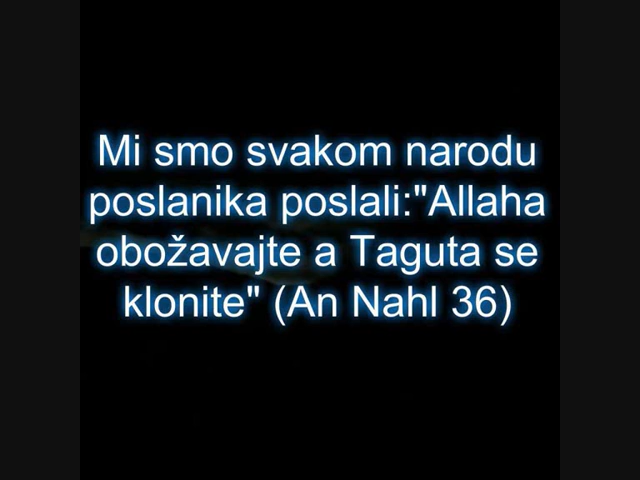 Mi smo svakom narodu
poslanika poslali:"Allaha
obožavajte a Taguta se
klonite" (An Nahl 36)